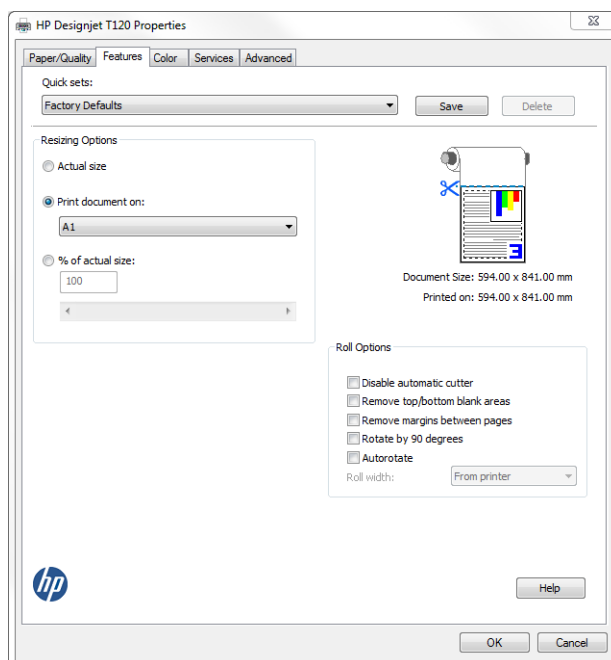 HP Designjet T120 Properties
Paper/Quality Features Color Services Advanced
Quick sets:
Factory Defaults Save Delete
Resizing Options
Actual size
Print document on:
A1
% of actual size:
100
3
Document Size: 594.00 x 841.00 mm
Printed on: 594.00 x 841.00 mm
Roll Options
Disable automatic cutter
Remove top/bottom blank areas
Remove margins between pages
Rotate by 90 degrees
Autorotate
Roll width: From printer
hp
Help
OK Cancel